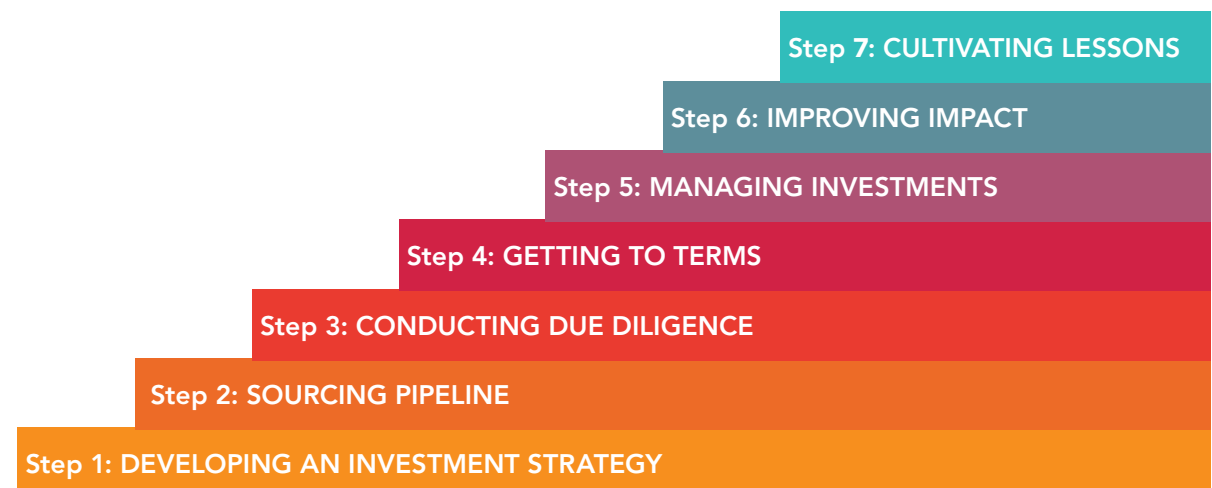 Step 7: CULTIVATING LESSONS
Step 6: IMPROVING IMPACT
Step 5: MANAGING INVESTMENTS
Step 4: GETTING TO TERMS
Step 3: CONDUCTING DUE DILIGENCE
Step 2: SOURCING PIPELINE
Step 1: DEVELOPING AN INVESTMENT STRATEGY